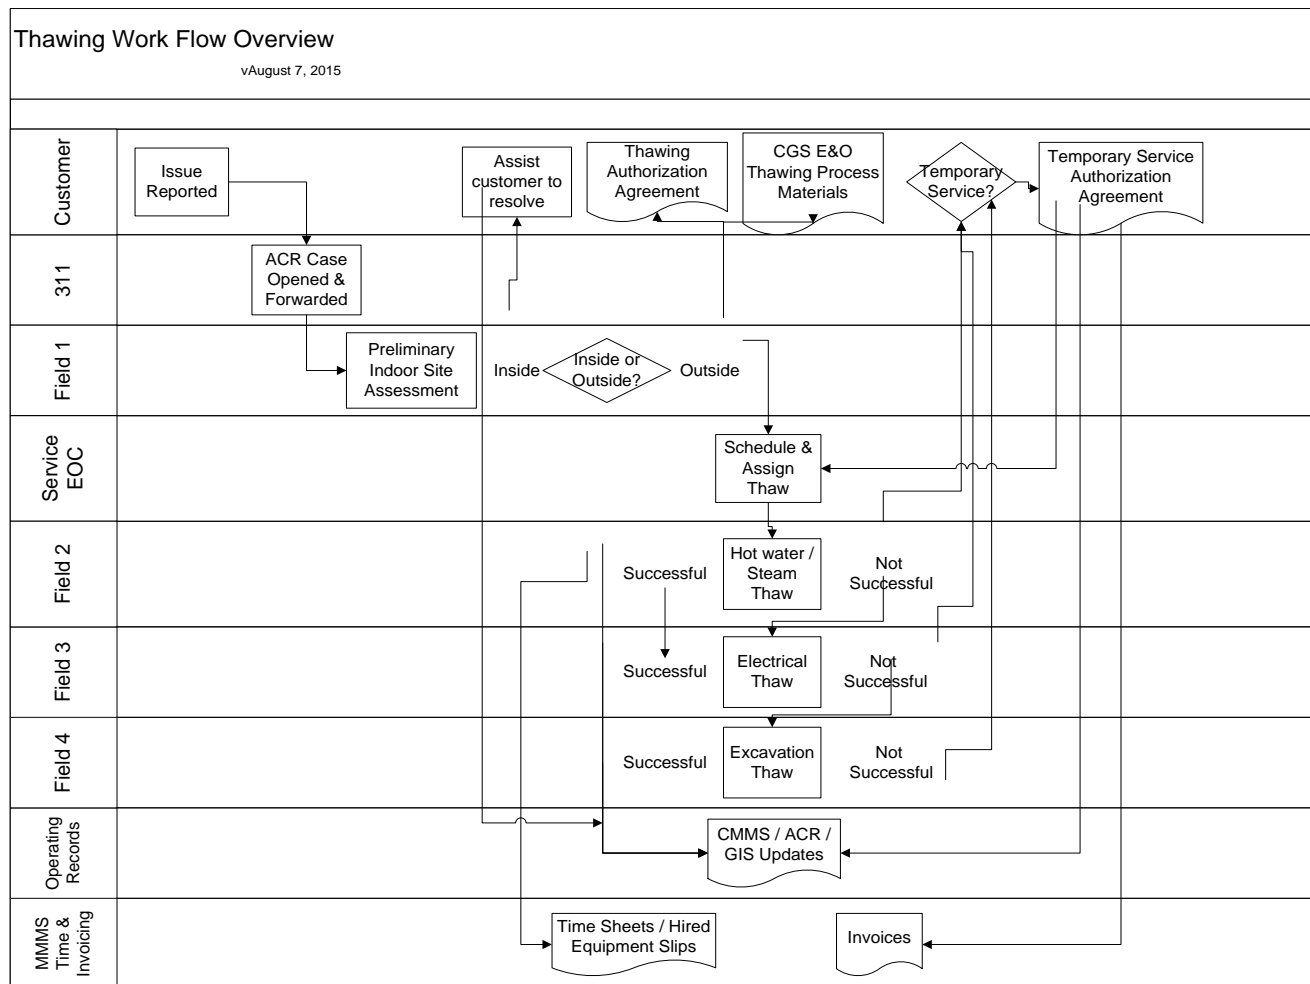 Thawing Work Flow Overview
vAugust 7, 2015
Customer
Issue
Reported
Assist
customer to
resolve
Thawing
Authorization
Agreement
CGS E&O
Thawing Process
Materials
Temporary
Service?
Temporary Service
Authorization
Agreement
311
ACR Case
Opened &
Forwarded
Field 1
Preliminary
Indoor Site
Assessment
Inside
Inside or
Outside?
Outside
Service
EOC
Schedule &
Assign
Thaw
Field 2
Successful
Hot water /
Steam
Thaw
Not
Successful
Field 3
Successful
Electrical
Thaw
Not
Successful
Field 4
Successful
Excavation
Thaw
Not
Successful
Operating
Records
CMMS / ACR /
GIS Updates
MMMS
Time &
Invoicing
Time Sheets / Hired
Equipment Slips
Invoices